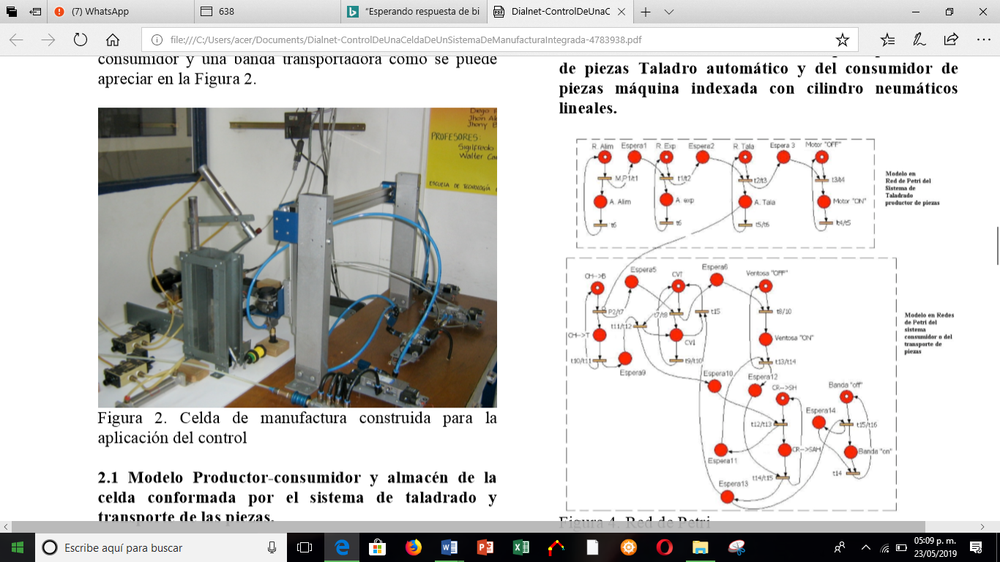 (7) WhatsApp
638
"Esperando respuesta de bi
Dialnet-ControlDeUnaC
file:///C:/Users/acer/Documents/Dialnet-ControlDeUnaCeldaDeUnSistemaDeManufacturaIntegrada-4783938.pdf
consumidor y una banda transportadora como se puede
apreciar en la Figura 2.
PROFESORES:
Sigilfredo
Walter
ESCUELA DE TECNOLOGÍA
Figura 2. Celda de manufactura construida para la
aplicación del control
2.1 Modelo Productor-consumidor y almacén de la
celda conformada por el sistema de taladrado y
transporte de las piezas.
de piezas Taladro automático y del consumidor de
piezas máquina indexada con cilindro neumáticos
lineales.
R. Alim
Espera1
R. Exp
Espera2
R. Tala
Espera 3
Motor "OFF"
M,P1/t1
t1/t2
t2/t3
t3/t4
A. Alim
A. exp
A. Tala
Motor "ON"
t6
t6
t5/t6
t4/t5
Modelo en
Red de Petri del
Sistema de
Taladrado
productor de piezas
CH-->B
Espera5
CVT
Espera6
Ventosa "OFF"
P2/t7
t11/t12
t7/t8
t15
t8/10
CH-->T
CVI
Ventosa "ON"
t10/t11
Espera9
t9/t10
t13/t14
Espera10
Espera12
CR-->SH
Banda "off"
Espera14
t12/t13
t15/t16
Espera11
CR-->SAH
Banda "on"
t14/t15
t14
Espera13
Modelo en Redes
de Petri del
sistema
consumidor o del
transporte de
piezas
Figura 4. Red de Petri
Escribe aquí para buscar
05:09 p. m.
23/05/2019